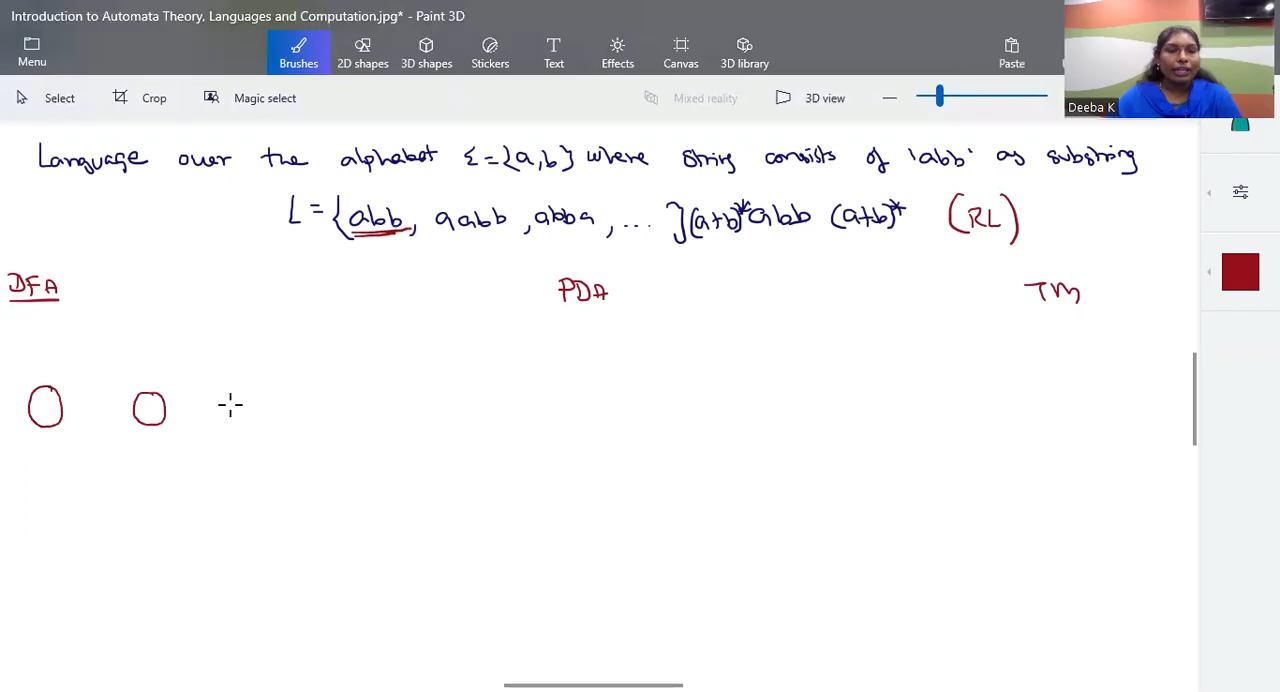 Introduction to Automata Theory, Languages and Computation.jpg* - Paint 3D
Menu Brushes 2D shapes 3D shapes Stickers Text Effects Canvas 3D library Paste
Select Crop Magic select Mixed reality 3D view
Deeba K
Language over the alphabet Σ={a,b} where string consists of 'abb' as substring
L = {abb, aabb, abba, ... } (a+b)*abb (a+b)* (RL)
DFA PDA TM